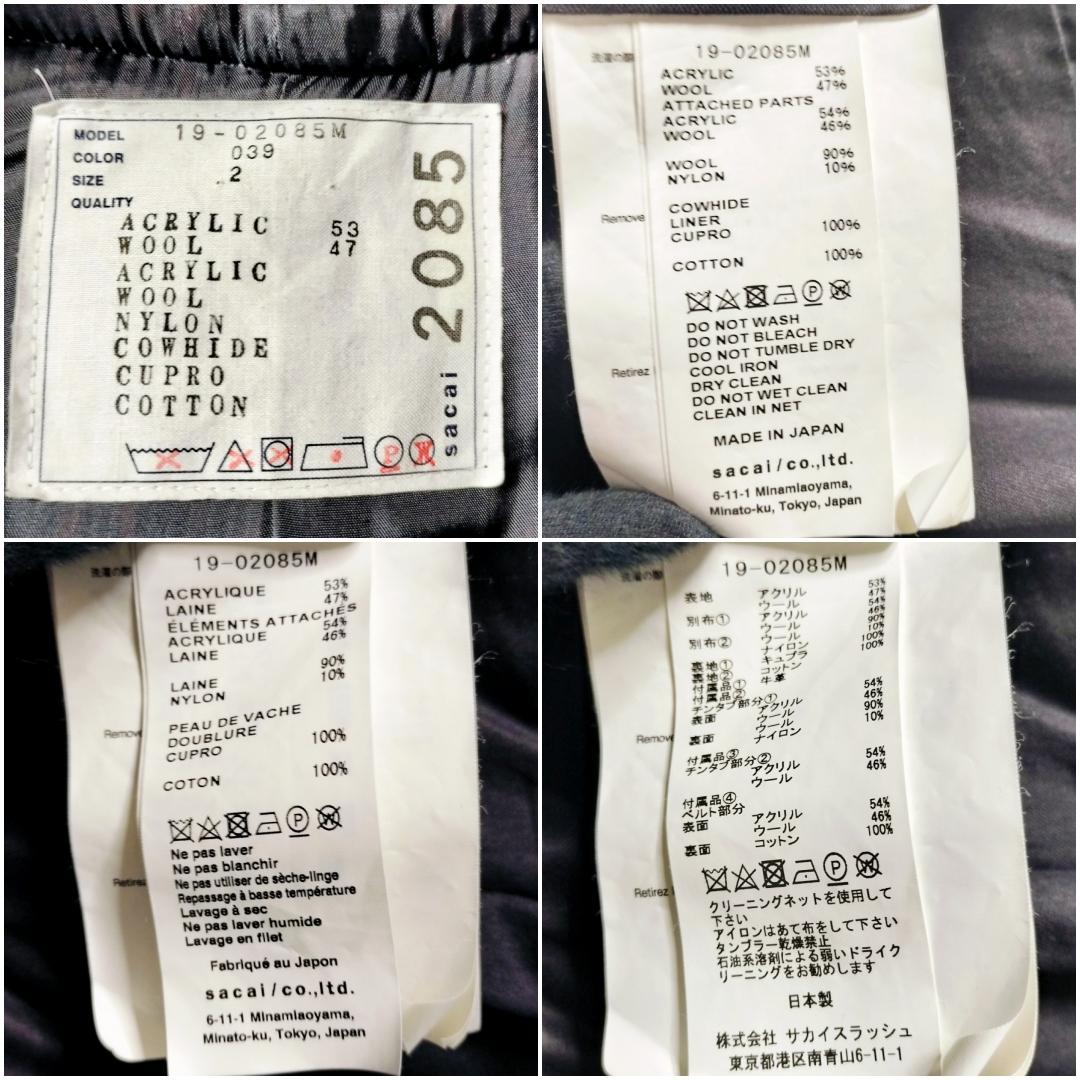 MODEL 19-02085M
COLOR 039
SIZE 2
QUALITY
ACRYLIC 53
WOOL 47
ACRYLIC
WOOL
NYLON
COWHIDE
CUPRO
COTTON
P
W
sacai 2085
洗濯の際
19-02085M
ACRYLIC 53%
WOOL 47%
ATTACHED PARTS
ACRYLIC 54%
WOOL 46%
WOOL 90%
NYLON 10%
Remove
COWHIDE
LINER
CUPRO 100%
COTTON 100%
P W
DO NOT WASH
DO NOT BLEACH
DO NOT TUMBLE DRY
COOL IRON
Retirez
DRY CLEAN
DO NOT WET CLEAN
CLEAN IN NET
MADE IN JAPAN
sacai/co.,ltd.
6-11-1 Minamiaoyama,
Minato-ku, Tokyo, Japan
洗濯の際
19-02085M
ACRYLIQUE 53%
LAINE 47%
ÉLÉMENTS ATTACHÉS
ACRYLIQUE 54%
LAINE 46%
LAINE 90%
NYLON 10%
Remove
PEAU DE VACHE
DOUBLURE
CUPRO 100%
COTON 100%
P W
Ne pas laver
Ne pas blanchir
Retirez
Ne pas utiliser de sèche-linge
Repassage à basse température
Lavage à sec
Ne pas laver humide
Lavage en filet
Fabriqué au Japon
sacai/co.,ltd.
6-11-1 Minamiaoyama,
Minato-ku, Tokyo, Japan
洗濯の際
19-02085M
表地 アクリル 53%
ウール 47%
別布① アクリル 54%
ウール 46%
別布② ウール 90%
ナイロン 10%
裏地① キュプラ 100%
裏地② コットン 100%
付属品① 牛革
付属品②
チンタブ部分①
表面 アクリル 54%
ウール 46%
裏面 ウール 90%
ナイロン 10%
Remove
付属品③
チンタブ部分②
アクリル 54%
ウール 46%
付属品④
ベルト部分
表面 アクリル 54%
ウール 46%
裏面 コットン 100%
P W
Retirez
クリーニングネットを使用して
下さい
アイロンはあて布をして下さい
タンブラー乾燥禁止
石油系溶剤による弱いドライク
リーニングをお勧めします
日本製
株式会社 サカイスラッシュ
東京都港区南青山6-11-1